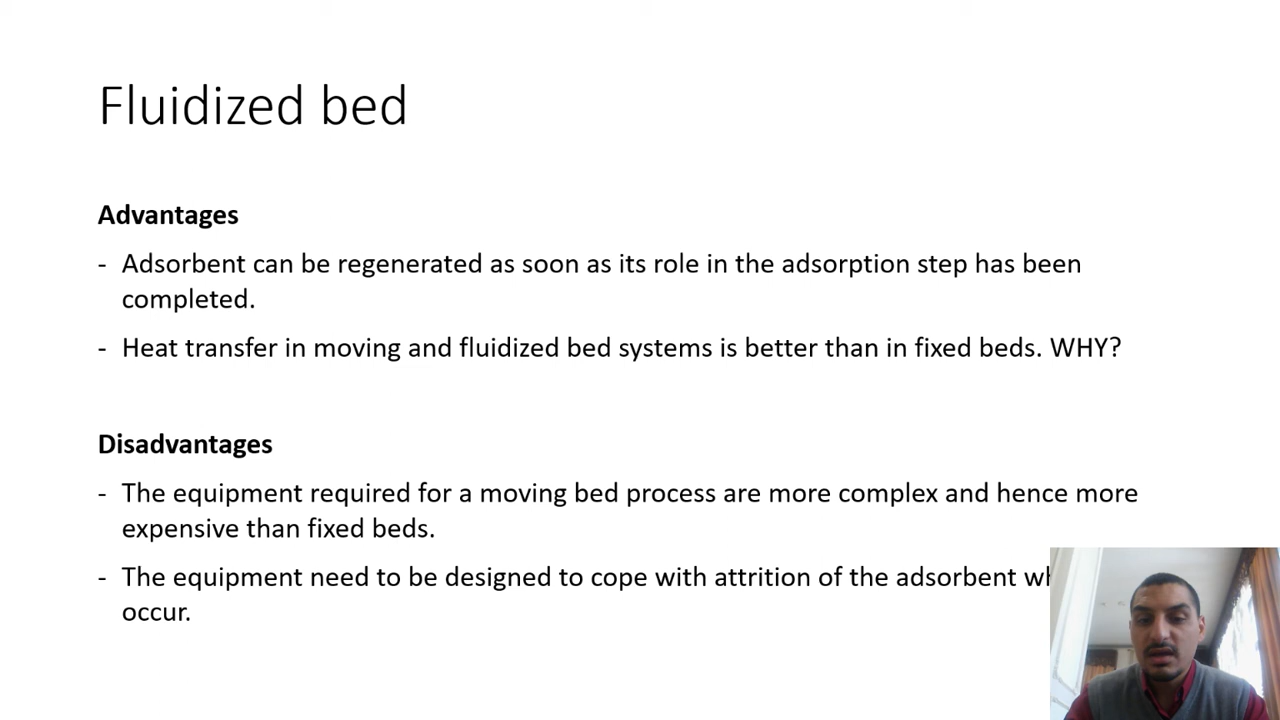 Fluidized bed
Advantages
- Adsorbent can be regenerated as soon as its role in the adsorption step has been
completed.
- Heat transfer in moving and fluidized bed systems is better than in fixed beds. WHY?
Disadvantages
- The equipment required for a moving bed process are more complex and hence more
expensive than fixed beds.
- The equipment need to be designed to cope with attrition of the adsorbent
occur.